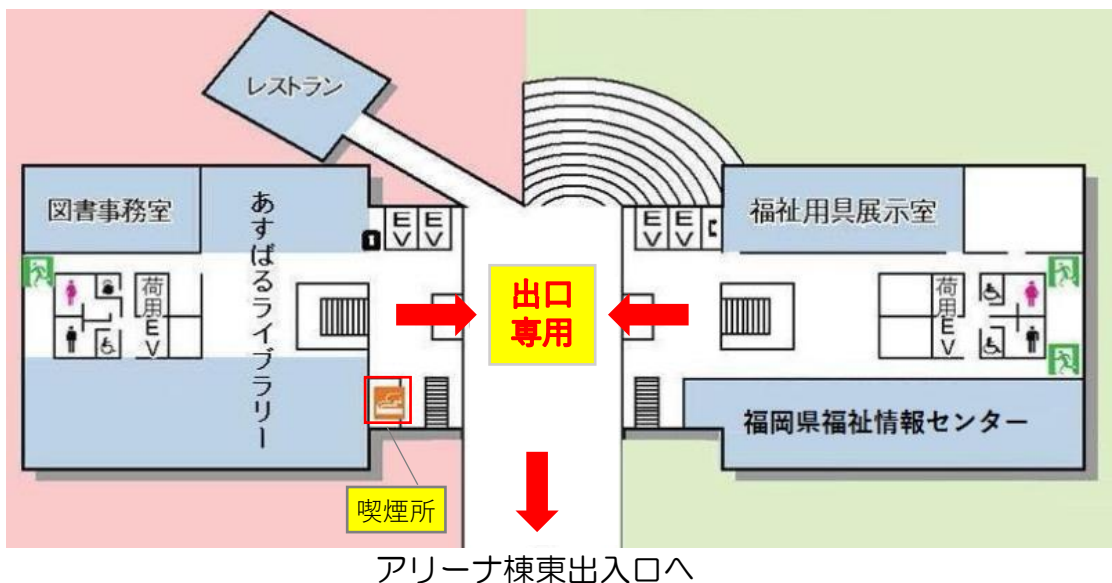 レストラン
図書事務室
あすばるライブラリー
EV
EV
EV
EV
福祉用具展示室
荷用EV
出口
専用
荷用EV
福岡県福祉情報センター
喫煙所
アリーナ棟東出入口へ